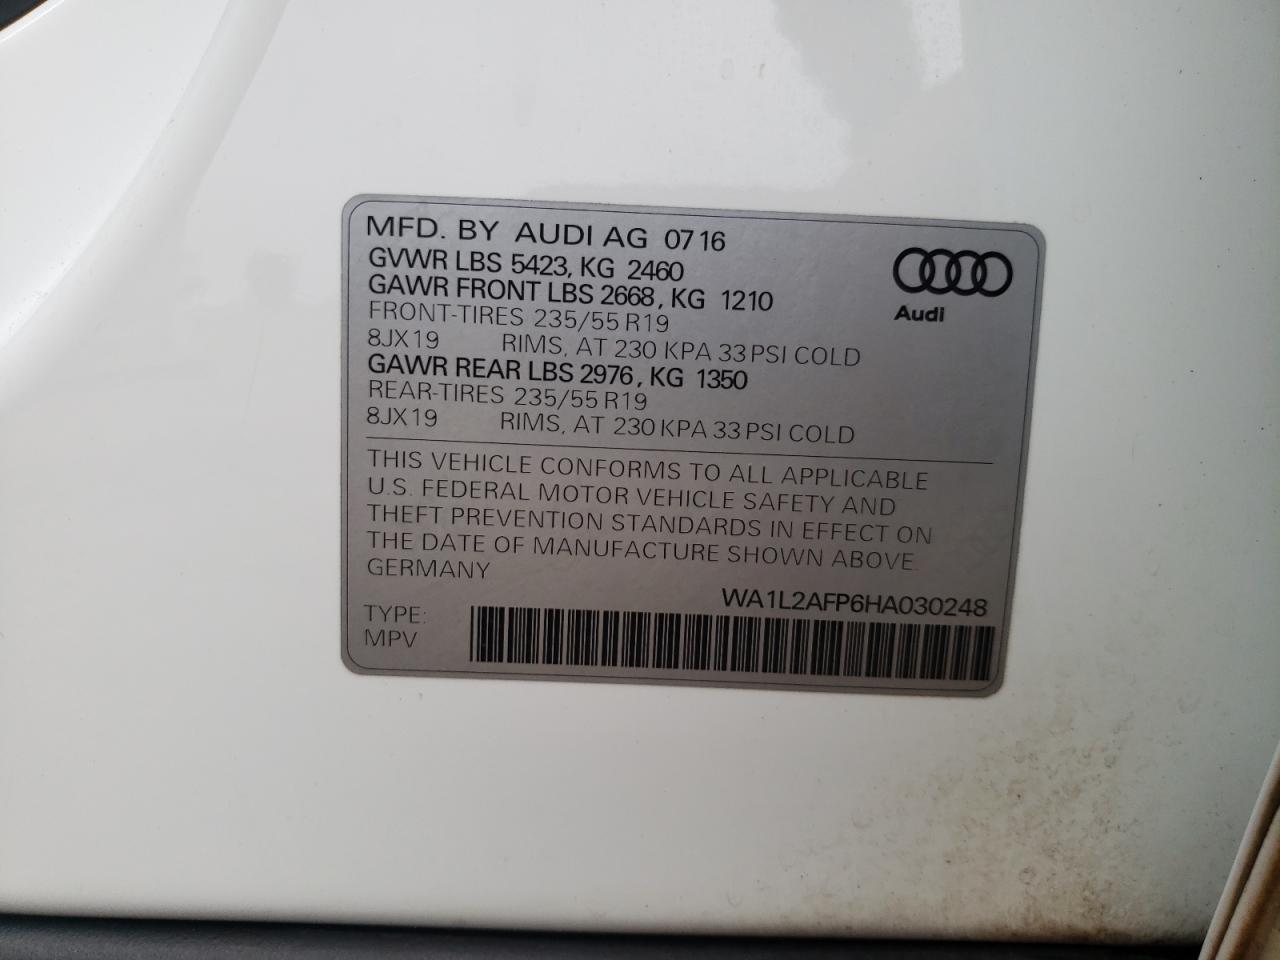 MFD. BY AUDI AG 0716
GVWR LBS 5423, KG 2460
GAWR FRONT LBS 2668, KG 1210
FRONT-TIRES 235/55 R19
8JX19 RIMS, AT 230 KPA 33 PSI COLD
GAWR REAR LBS 2976, KG 1350
REAR-TIRES 235/55 R19
8JX19 RIMS, AT 230 KPA 33 PSI COLD
Audi
THIS VEHICLE CONFORMS TO ALL APPLICABLE
U.S. FEDERAL MOTOR VEHICLE SAFETY AND
THEFT PREVENTION STANDARDS IN EFFECT ON
THE DATE OF MANUFACTURE SHOWN ABOVE.
GERMANY
WA1L2AFP6HA030248
TYPE:
MPV